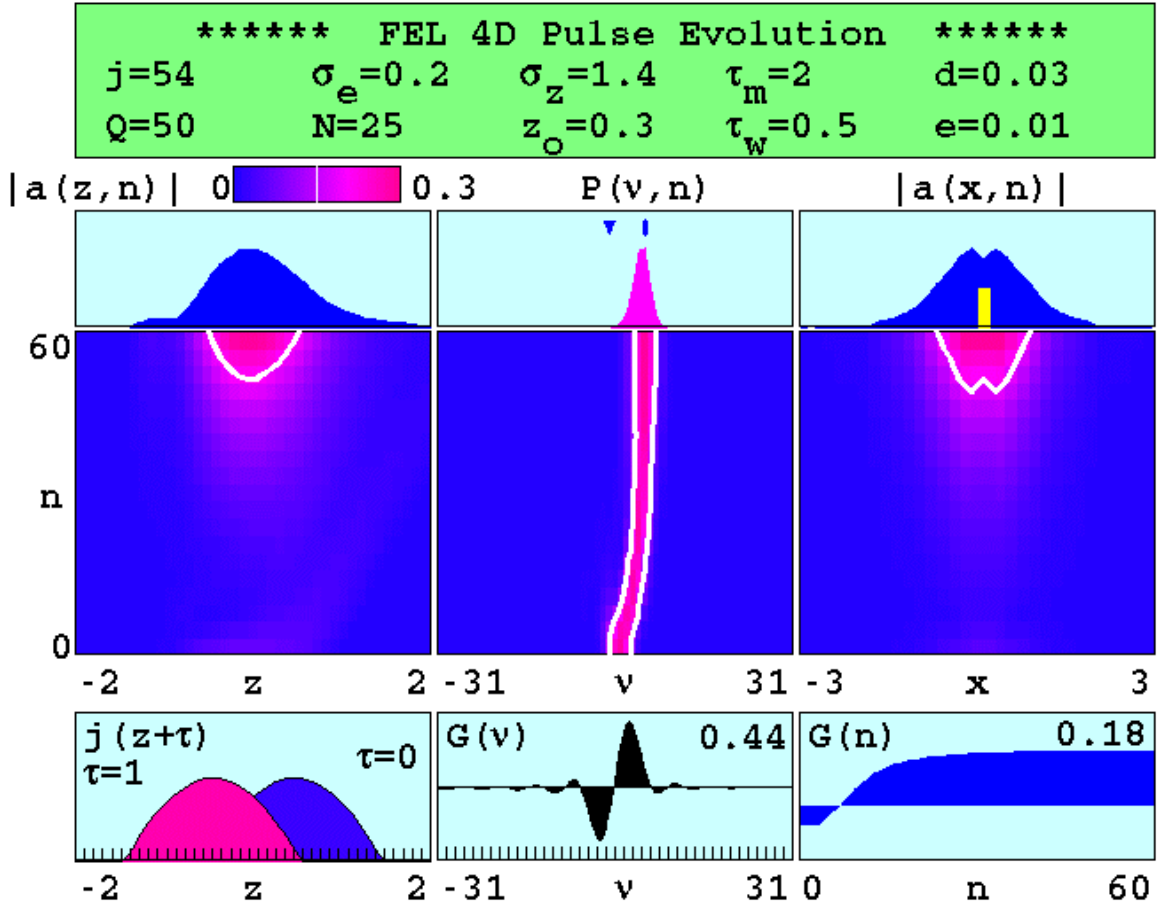 ****** FEL 4D Pulse Evolution ******
j=54 σe=0.2 σz=1.4 τm=2 d=0.03
Q=50 N=25 zo=0.3 τw=0.5 e=0.01
|a(z,n)| 0 0.3 P(ν,n) |a(x,n)|
60
n
0
-2 z 2 -31 ν 31 -3 x 3
j(z+τ) τ=0 G(ν) 0.44 G(n) 0.18
τ=1
-2 z 2 -31 ν 31 0 n 60